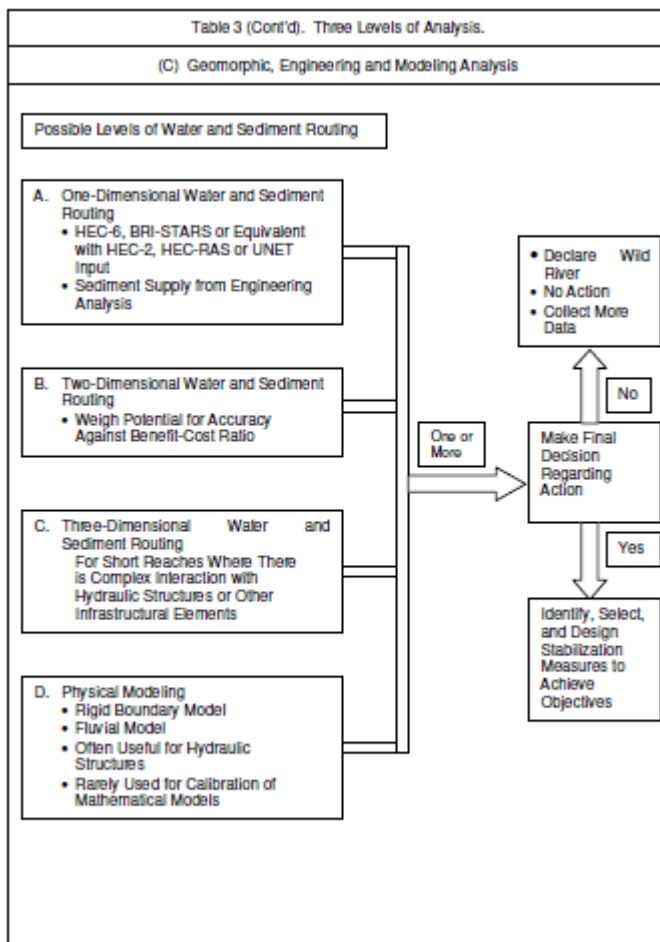 Table 3 (Cont'd). Three Levels of Analysis.
(C) Geomorphic, Engineering and Modeling Analysis
Possible Levels of Water and Sediment Routing
A. One-Dimensional Water and Sediment
Routing
• HEC-6, BRI-STARS or Equivalent
with HEC-2, HEC-RAS or UNET
Input
• Sediment Supply from Engineering
Analysis
B. Two-Dimensional Water and Sediment
Routing
• Weigh Potential for Accuracy
Against Benefit-Cost Ratio
C. Three-Dimensional Water and
Sediment Routing
For Short Reaches Where There
is Complex Interaction with
Hydraulic Structures or Other
Infrastructural Elements
D. Physical Modeling
• Rigid Boundary Model
• Fluvial Model
• Often Useful for Hydraulic
Structures
• Rarely Used for Calibration of
Mathematical Models
One or
More
• Declare Wild
River
• No Action
• Collect More
Data
No
Make Final
Decision
Regarding
Action
Yes
Identify, Select,
and Design
Stabilization
Measures to
Achieve
Objectives